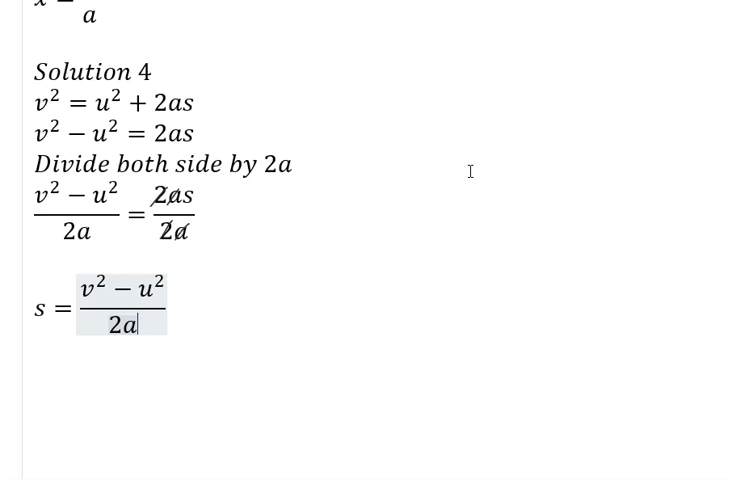 a
Solution 4
v² = u² + 2as
v² − u² = 2as
Divide both side by 2a
v² − u² / 2a = 2as / 2a
s = v² − u² / 2a